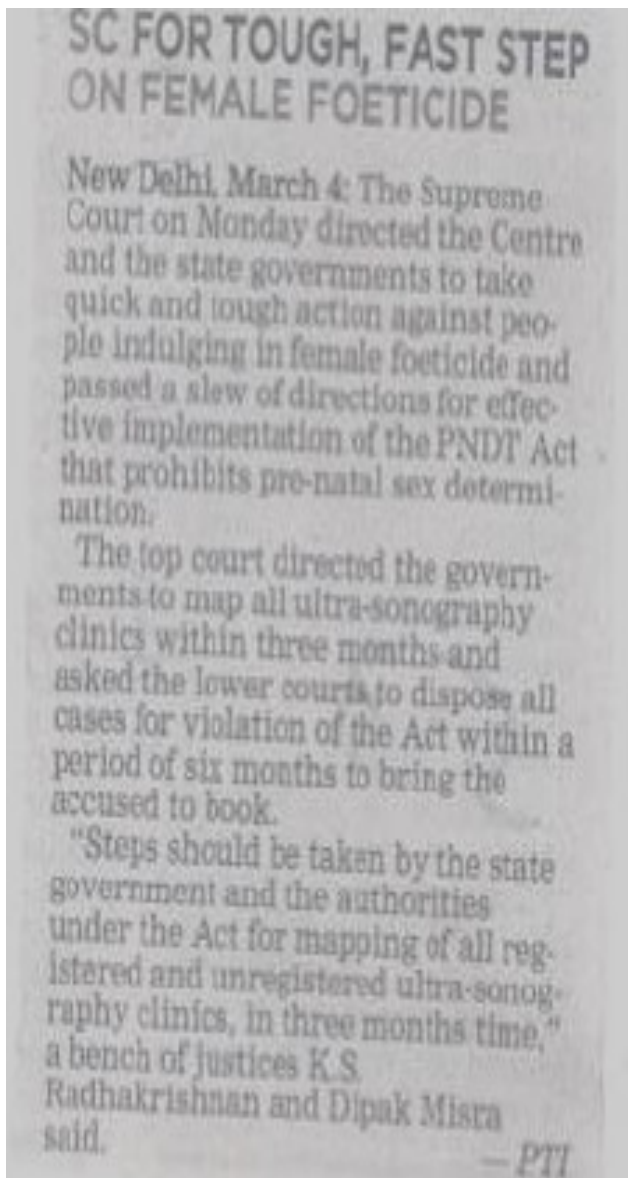 SC FOR TOUGH, FAST STEP
ON FEMALE FOETICIDE
New Delhi, March 4: The Supreme
Court on Monday directed the Centre
and the state governments to take
quick and tough action against peo-
ple indulging in female foeticide and
passed a slew of directions for effec-
tive implementation of the PNDT Act
that prohibits pre-natal sex determi-
nation.
The top court directed the govern-
ments to map all ultra-sonography
clinics within three months and
asked the lower courts to dispose all
cases for violation of the Act within a
period of six months to bring the
accused to book.
"Steps should be taken by the state
government and the authorities
under the Act for mapping of all reg-
istered and unregistered ultra-sonog-
raphy clinics, in three months time,"
a bench of justices K.S.
Radhakrishnan and Dipak Misra
said.
— PTI